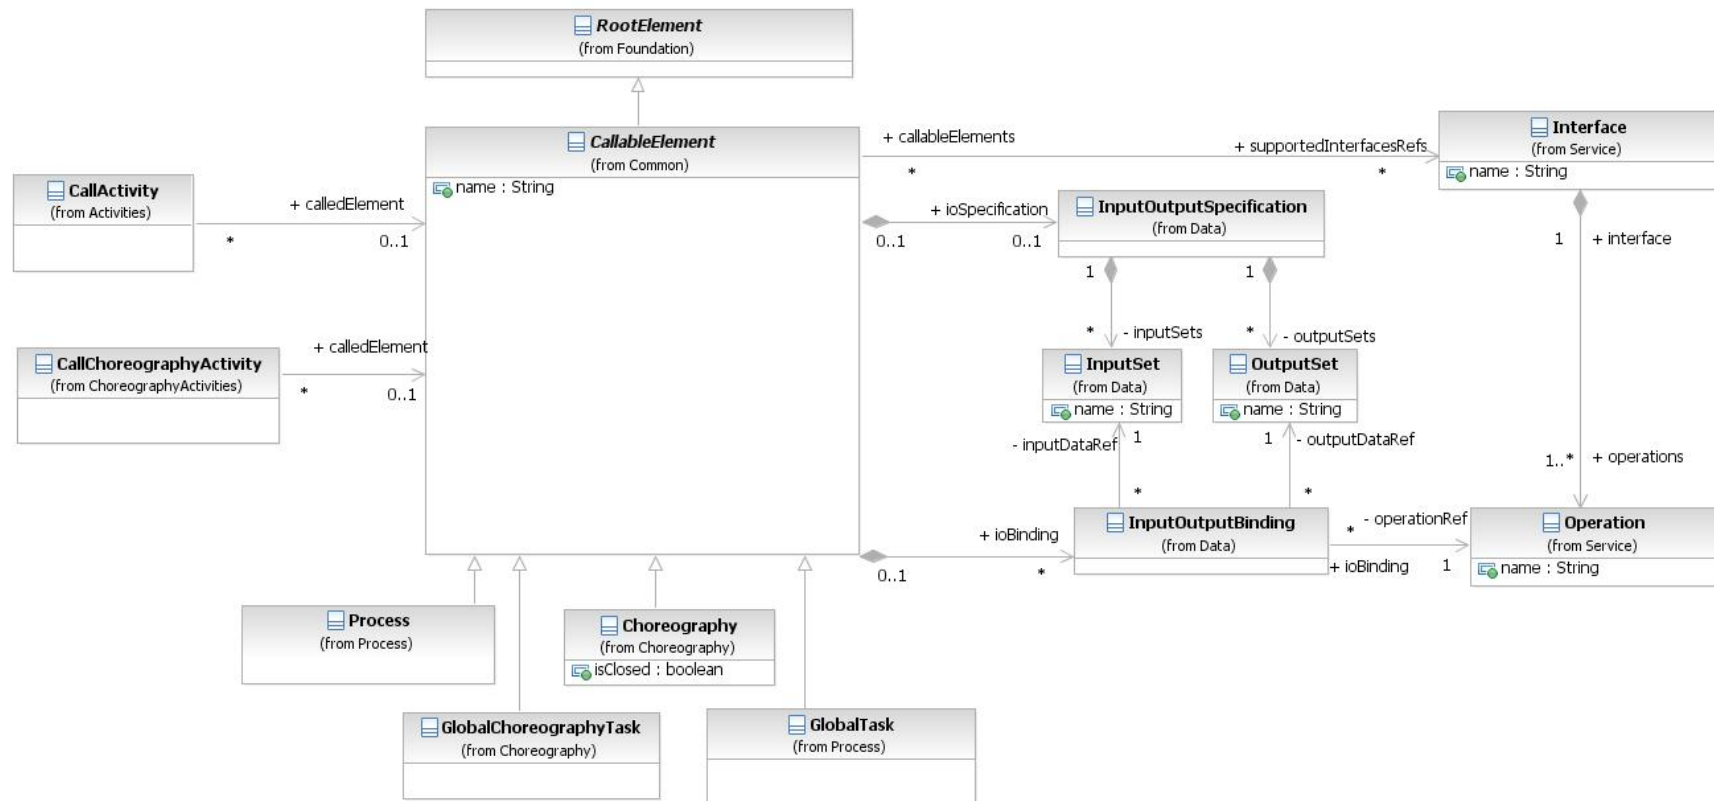 RootElement
(from Foundation)
CallableElement
(from Common)
name : String
+ callableElements
*
+ supportedInterfacesRefs
*
Interface
(from Service)
name : String
CallActivity
(from Activities)
+ calledElement
*
0..1
+ ioSpecification
0..1
0..1
InputOutputSpecification
(from Data)
1
+ interface
1
1
* - inputSets
* - outputSets
CallChoreographyActivity
(from ChoreographyActivities)
+ calledElement
*
0..1
InputSet
(from Data)
name : String
OutputSet
(from Data)
name : String
- inputDataRef
1
1
- outputDataRef
1..*
+ operations
*
*
+ ioBinding
0..1
*
InputOutputBinding
(from Data)
*
- operationRef
+ ioBinding
1
Operation
(from Service)
name : String
Process
(from Process)
Choreography
(from Choreography)
isClosed : boolean
GlobalChoreographyTask
(from Choreography)
GlobalTask
(from Process)